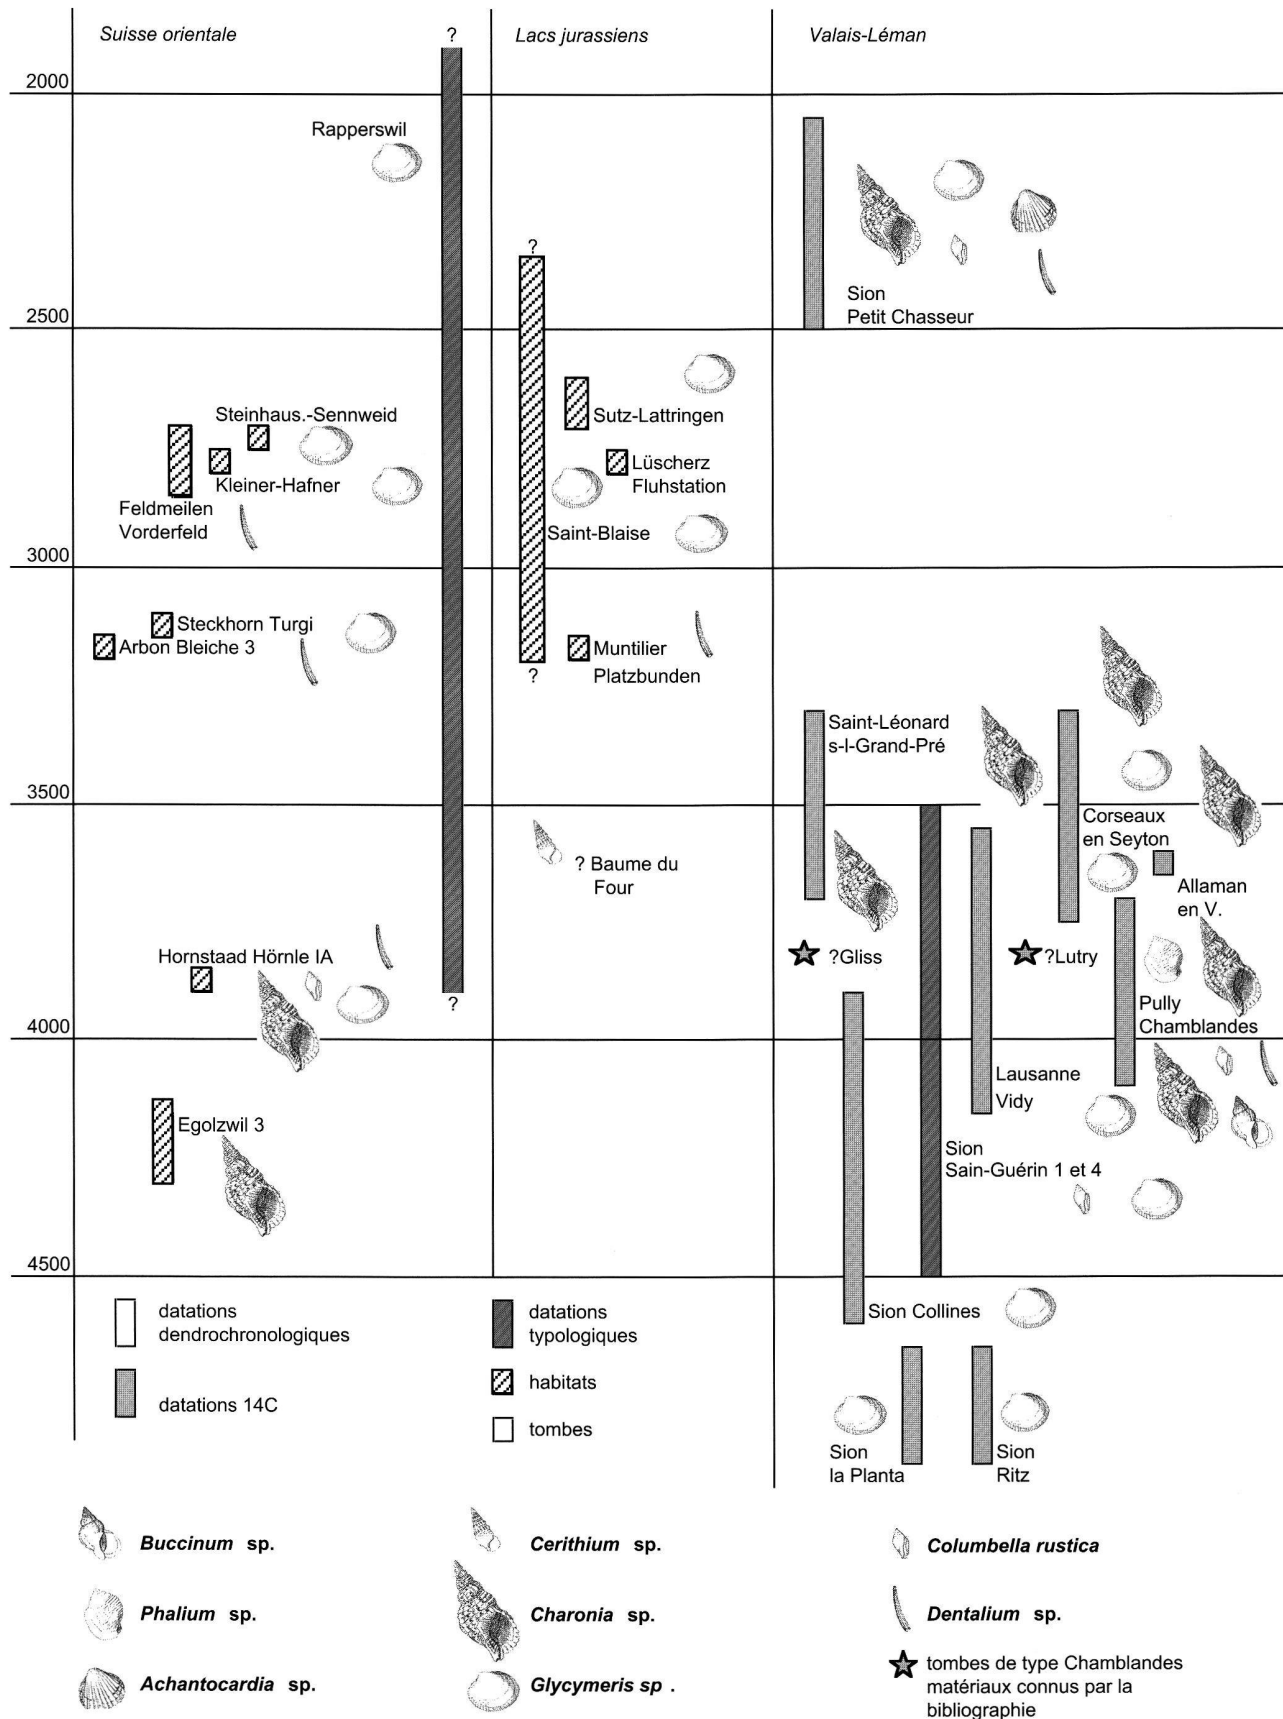 Suisse orientale
?
Lacs jurassiens
Valais-Léman
2000
Rapperswil
?
Sion
Petit Chasseur
2500
Steinhaus.-Sennweid
Sutz-Lattringen
Kleiner-Hafner
Lüscherz
Fluhstation
Feldmeilen
Vorderfeld
Saint-Blaise
3000
Steckhorn Turgi
Arbon Bleiche 3
Muntilier
Platzbunden
?
Saint-Léonard
s-l-Grand-Pré
3500
Corseaux
en Seyton
? Baume du
Four
Allaman
en V.
Hornstaad Hörnle IA
?Gliss
?Lutry
?
Pully
Chamblandes
4000
Lausanne
Vidy
Egolzwil 3
Sion
Sain-Guérin 1 et 4
4500
datations
dendrochronologiques
datations
typologiques
Sion Collines
habitats
datations 14C
tombes
Sion
la Planta
Sion
Ritz
Buccinum sp.
Cerithium sp.
Columbella rustica
Phalium sp.
Charonia sp.
Dentalium sp.
Achantocardia sp.
Glycymeris sp .
tombes de type Chamblandes
matériaux connus par la
bibliographie